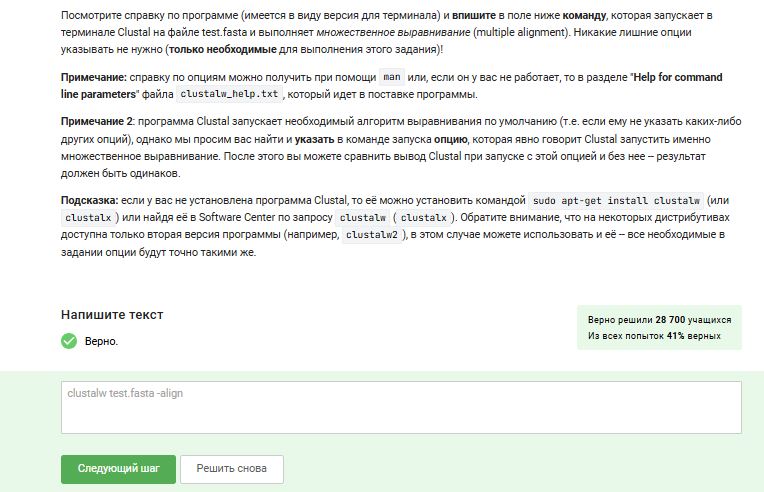 Посмотрите справку по программе (имеется в виду версия для терминала) и впишите в поле ниже команду, которая запускает в
терминале Clustal на файле test.fasta и выполняет множественное выравнивание (multiple alignment). Никакие лишние опции
указывать не нужно (только необходимые для выполнения этого задания)!
Примечание: справку по опциям можно получить при помощи man или, если он у вас не работает, то в разделе "Help for command
line parameters" файла clustalw_help.txt, который идет в поставке программы.
Примечание 2: программа Clustal запускает необходимый алгоритм выравнивания по умолчанию (т.е. если ему не указать каких-либо
других опций), однако мы просим вас найти и указать в команде запуска опцию, которая явно говорит Clustal запустить именно
множественное выравнивание. После этого вы можете сравнить вывод Clustal при запуске с этой опцией и без нее -- результат
должен быть одинаков.
Подсказка: если у вас не установлена программа Clustal, то её можно установить командой sudo apt-get install clustalw (или
clustalx ) или найдя её в Software Center по запросу clustalw ( clustalx ). Обратите внимание, что на некоторых дистрибутивах
доступна только вторая версия программы (например, clustalw2 ), в этом случае можете использовать и её -- все необходимые в
задании опции будут точно такими же.
Напишите текст
Верно решили 28 700 учащихся
Верно.
Из всех попыток 41% верных
clustalw test.fasta -align
Следующий шаг Решить снова